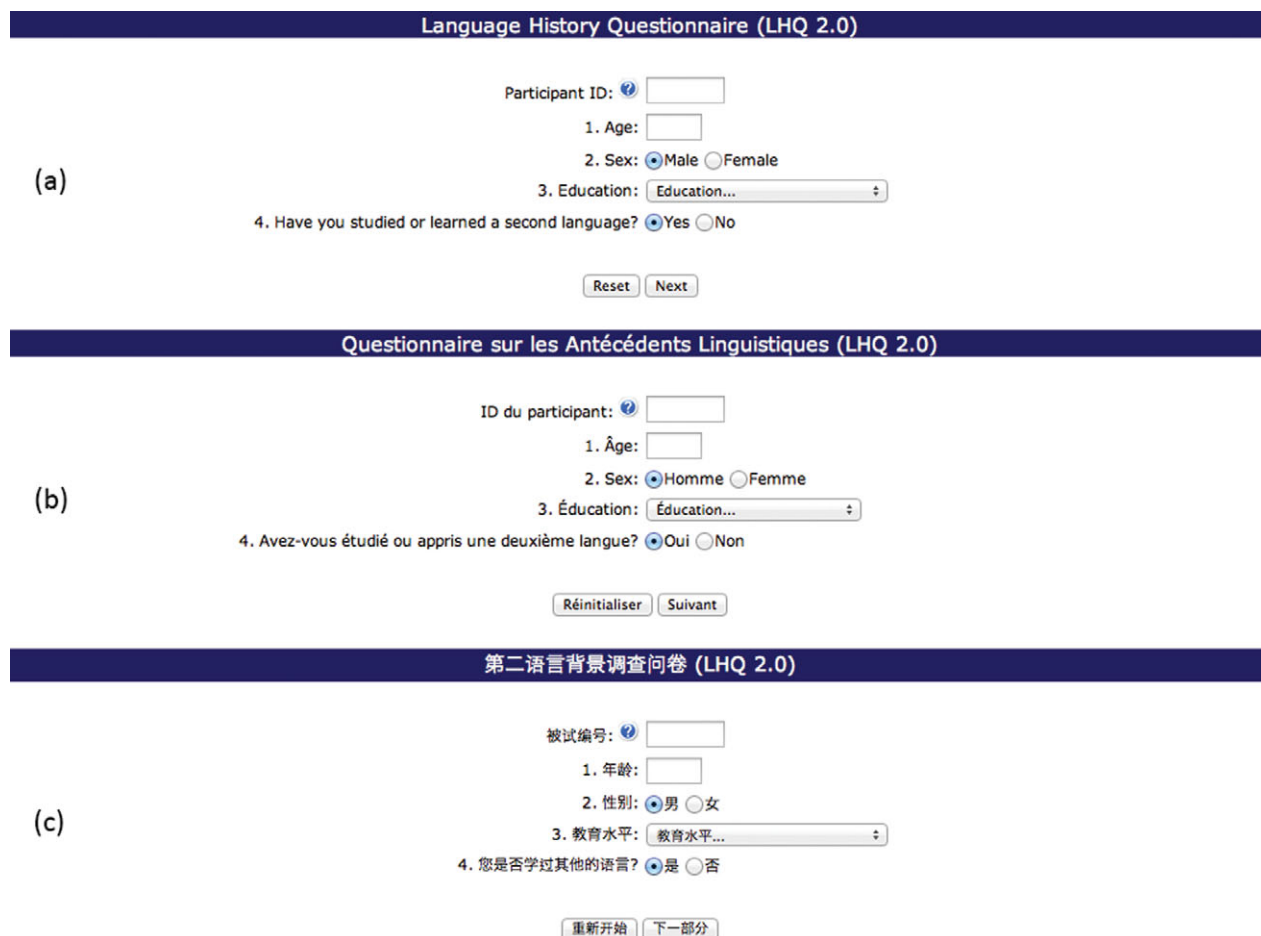 Language History Questionnaire (LHQ 2.0)
Participant ID:
1. Age:
(a)
2. Sex: Male Female
3. Education: Education...
4. Have you studied or learned a second language? Yes No
Reset Next
Questionnaire sur les Antécédents Linguistiques (LHQ 2.0)
ID du participant:
1. Âge:
(b)
2. Sex: Homme Femme
3. Éducation: Éducation...
4. Avez-vous étudié ou appris une deuxième langue? Oui Non
Réinitialiser Suivant
第二语言背景调查问卷 (LHQ 2.0)
被试编号:
1. 年龄:
(c)
2. 性别: 男 女
3. 教育水平: 教育水平...
4. 您是否学过其他的语言? 是 否
重新开始 下一部分